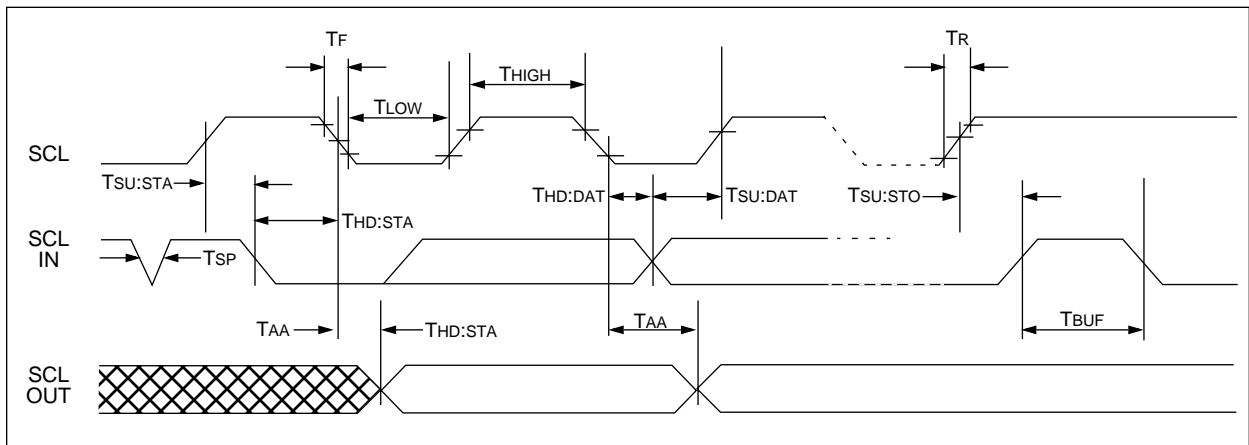 TF
TR
THIGH
TLOW
SCL
TSU:STA
THD:DAT
TSU:DAT
TSU:STO
THD:STA
SCL
IN
TSP
TAA
THD:STA
TAA
TBUF
SCL
OUT